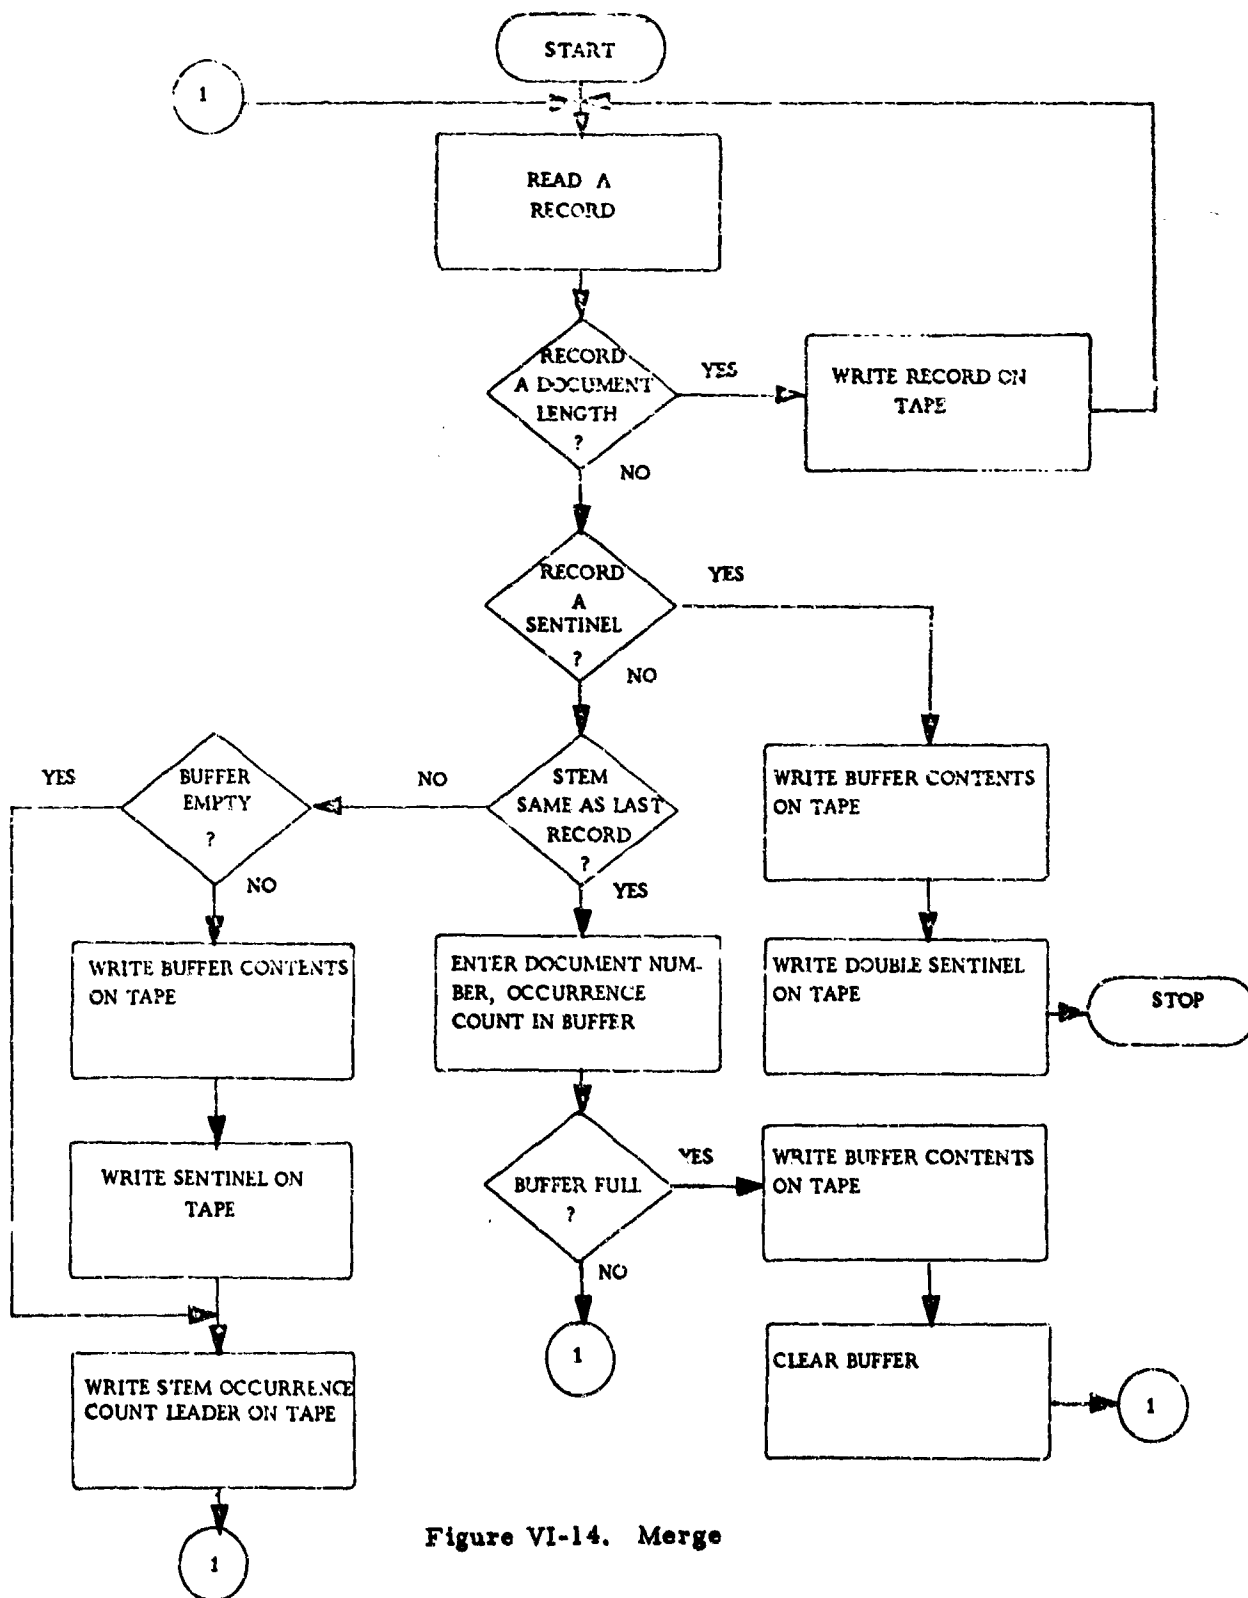 START
1
READ A
RECORD
RECORD
A DOCUMENT
LENGTH
?
YES
WRITE RECORD ON
TAPE
NO
RECORD
A
SENTINEL
?
YES
NO
YES
BUFFER
EMPTY
?
NO
STEM
SAME AS LAST
RECORD
?
WRITE BUFFER CONTENTS
ON TAPE
NO
YES
WRITE BUFFER CONTENTS
ON TAPE
ENTER DOCUMENT NUM-
BER, OCCURRENCE
COUNT IN BUFFER
WRITE DOUBLE SENTINEL
ON TAPE
STOP
WRITE SENTINEL ON
TAPE
BUFFER FULL
?
YES
WRITE BUFFER CONTENTS
ON TAPE
NO
1
WRITE STEM OCCURRENCE
COUNT LEADER ON TAPE
CLEAR BUFFER
1
1
Figure VI-14. Merge